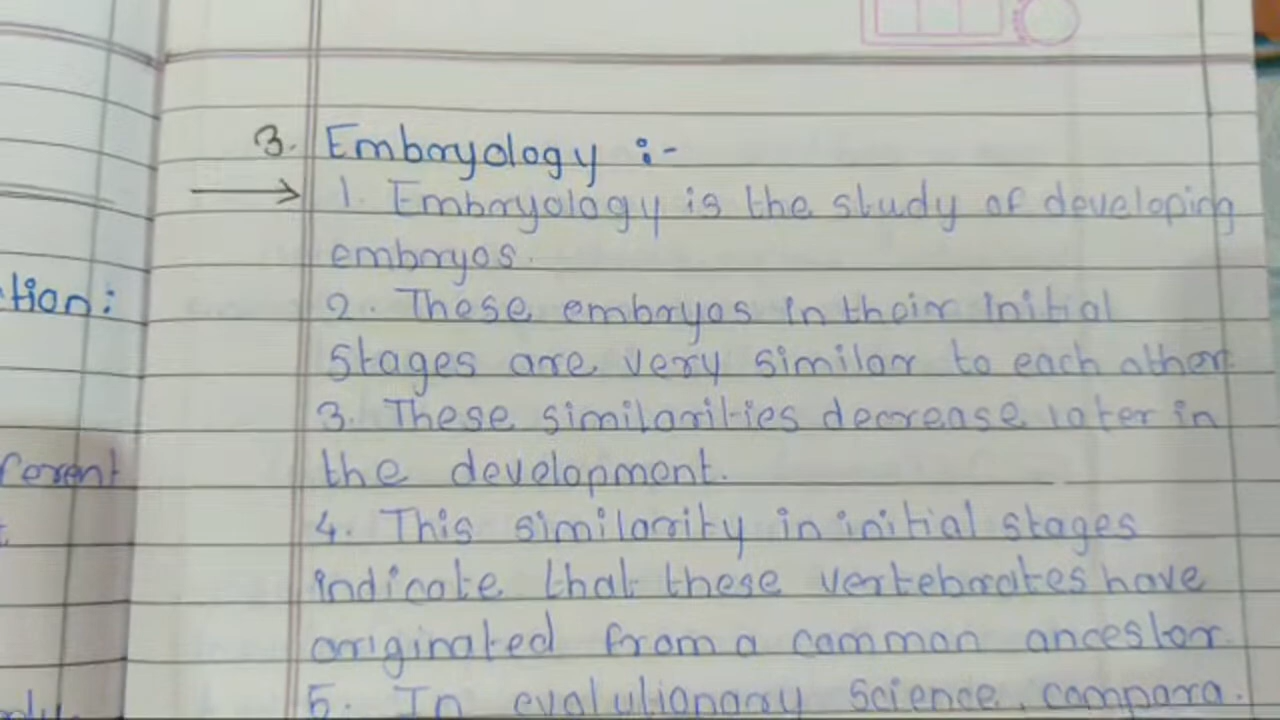 3. Embryology :-
→ 1. Embryology is the study of developing
embryos.
2. These embryos in their initial
stages are very similar to each other.
3. These similarities decrease later in
the development.
4. This similarity in initial stages
indicate that these vertebrates have
originated from a common ancestor.
5. In evolutionary science, compara.
tion:
ferent